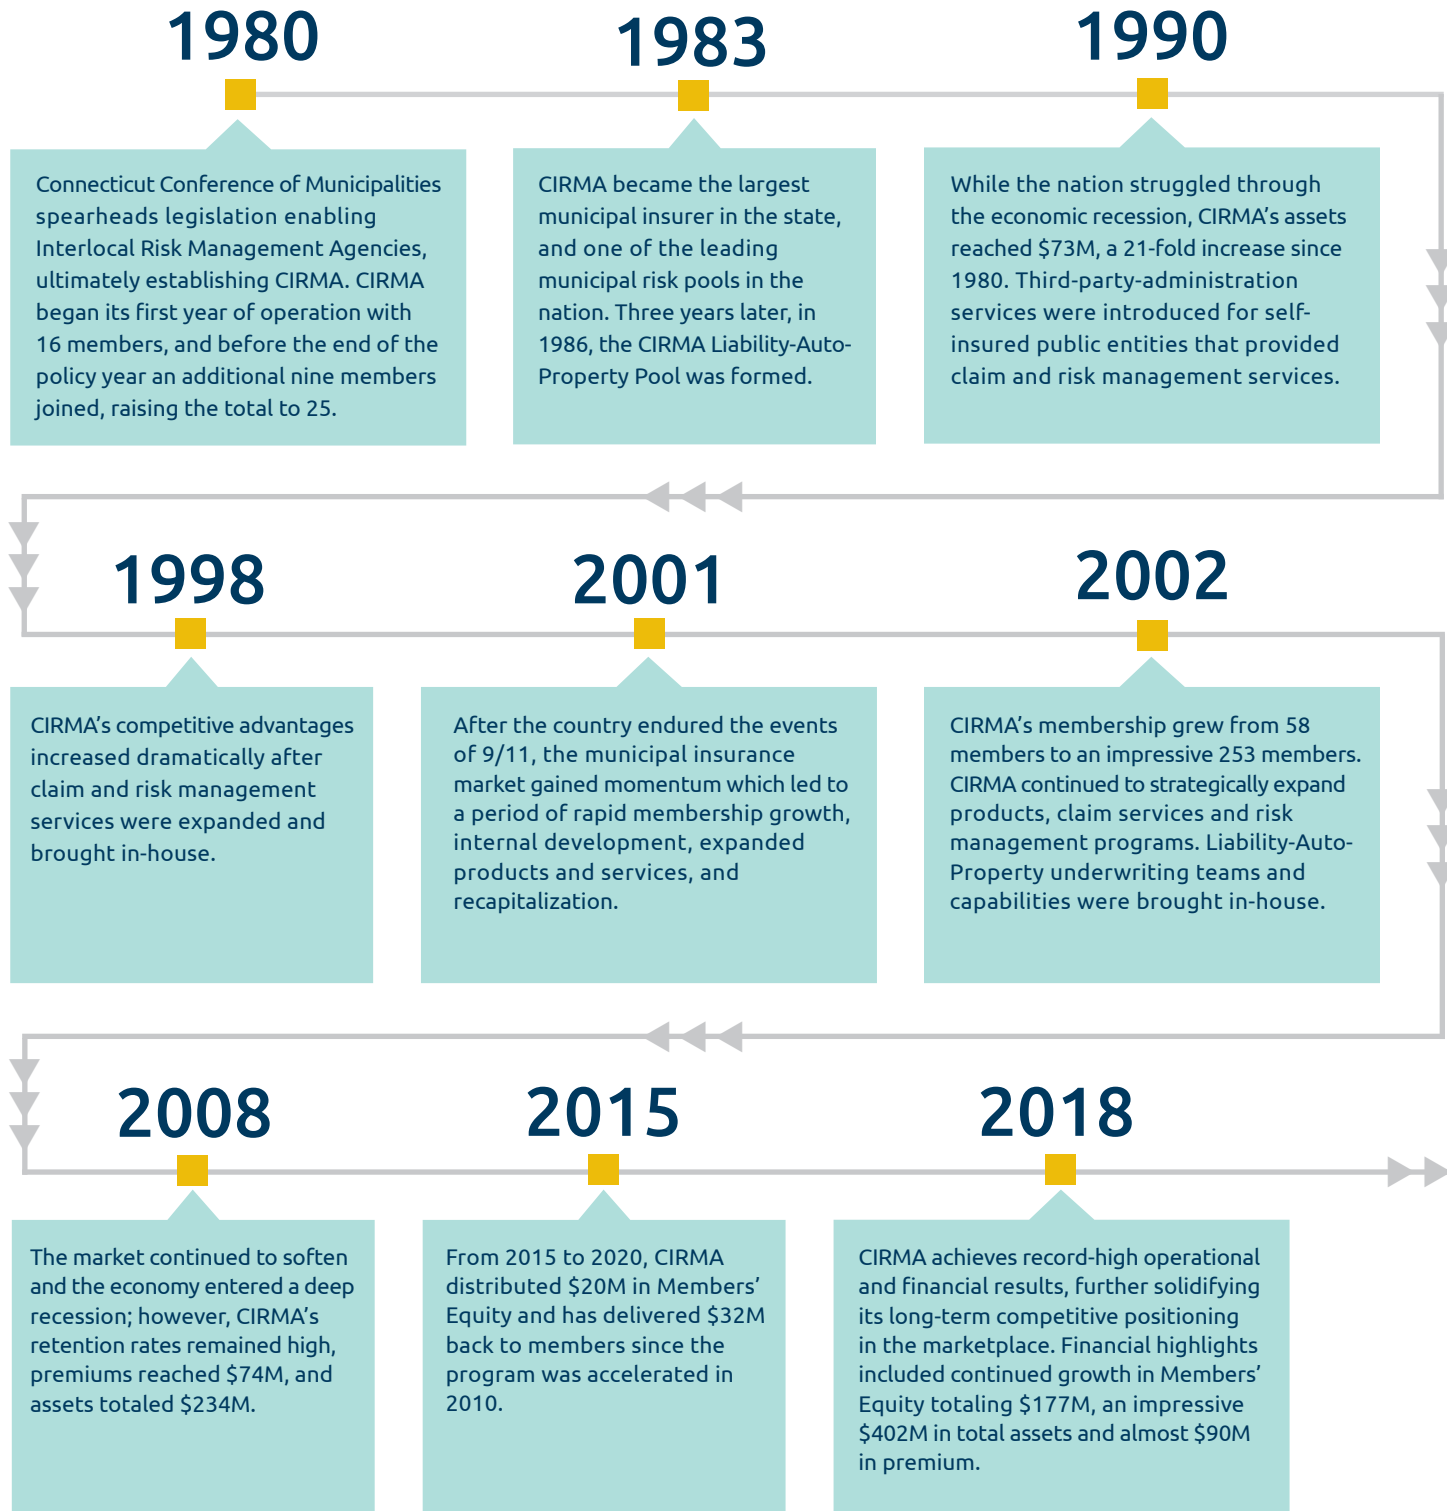 1980
Connecticut Conference of Municipalities
spearheads legislation enabling
Interlocal Risk Management Agencies,
ultimately establishing CIRMA. CIRMA
began its first year of operation with
16 members, and before the end of the
policy year an additional nine members
joined, raising the total to 25.
1983
CIRMA became the largest
municipal insurer in the state,
and one of the leading
municipal risk pools in the
nation. Three years later, in
1986, the CIRMA Liability-Auto-
Property Pool was formed.
1990
While the nation struggled through
the economic recession, CIRMA’s assets
reached $73M, a 21-fold increase since
1980. Third-party-administration
services were introduced for self-
insured public entities that provided
claim and risk management services.
1998
CIRMA’s competitive advantages
increased dramatically after
claim and risk management
services were expanded and
brought in-house.
2001
After the country endured the events
of 9/11, the municipal insurance
market gained momentum which led to
a period of rapid membership growth,
internal development, expanded
products and services, and
recapitalization.
2002
CIRMA’s membership grew from 58
members to an impressive 253 members.
CIRMA continued to strategically expand
products, claim services and risk
management programs. Liability-Auto-
Property underwriting teams and
capabilities were brought in-house.
2008
The market continued to soften
and the economy entered a deep
recession; however, CIRMA’s
retention rates remained high,
premiums reached $74M, and
assets totaled $234M.
2015
From 2015 to 2020, CIRMA
distributed $20M in Members’
Equity and has delivered $32M
back to members since the
program was accelerated in
2010.
2018
CIRMA achieves record-high operational
and financial results, further solidifying
its long-term competitive positioning
in the marketplace. Financial highlights
included continued growth in Members’
Equity totaling $177M, an impressive
$402M in total assets and almost $90M
in premium.